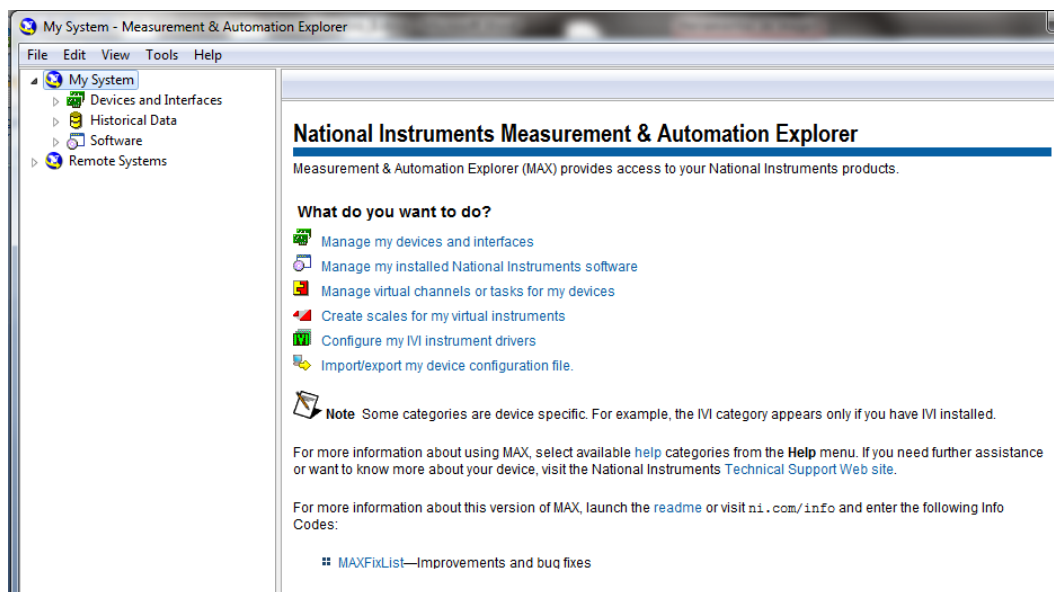 My System - Measurement & Automation Explorer
File Edit View Tools Help
My System
Devices and Interfaces
Historical Data
Software
Remote Systems
National Instruments Measurement & Automation Explorer
Measurement & Automation Explorer (MAX) provides access to your National Instruments products.
What do you want to do?
Manage my devices and interfaces
Manage my installed National Instruments software
Manage virtual channels or tasks for my devices
Create scales for my virtual instruments
IVI Configure my IVI instrument drivers
Import/export my device configuration file.
Note Some categories are device specific. For example, the IVI category appears only if you have IVI installed.
For more information about using MAX, select available help categories from the Help menu. If you need further assistance
or want to know more about your device, visit the National Instruments Technical Support Web site.
For more information about this version of MAX, launch the readme or visit ni.com/info and enter the following Info
Codes:
MAXFixList—Improvements and bug fixes